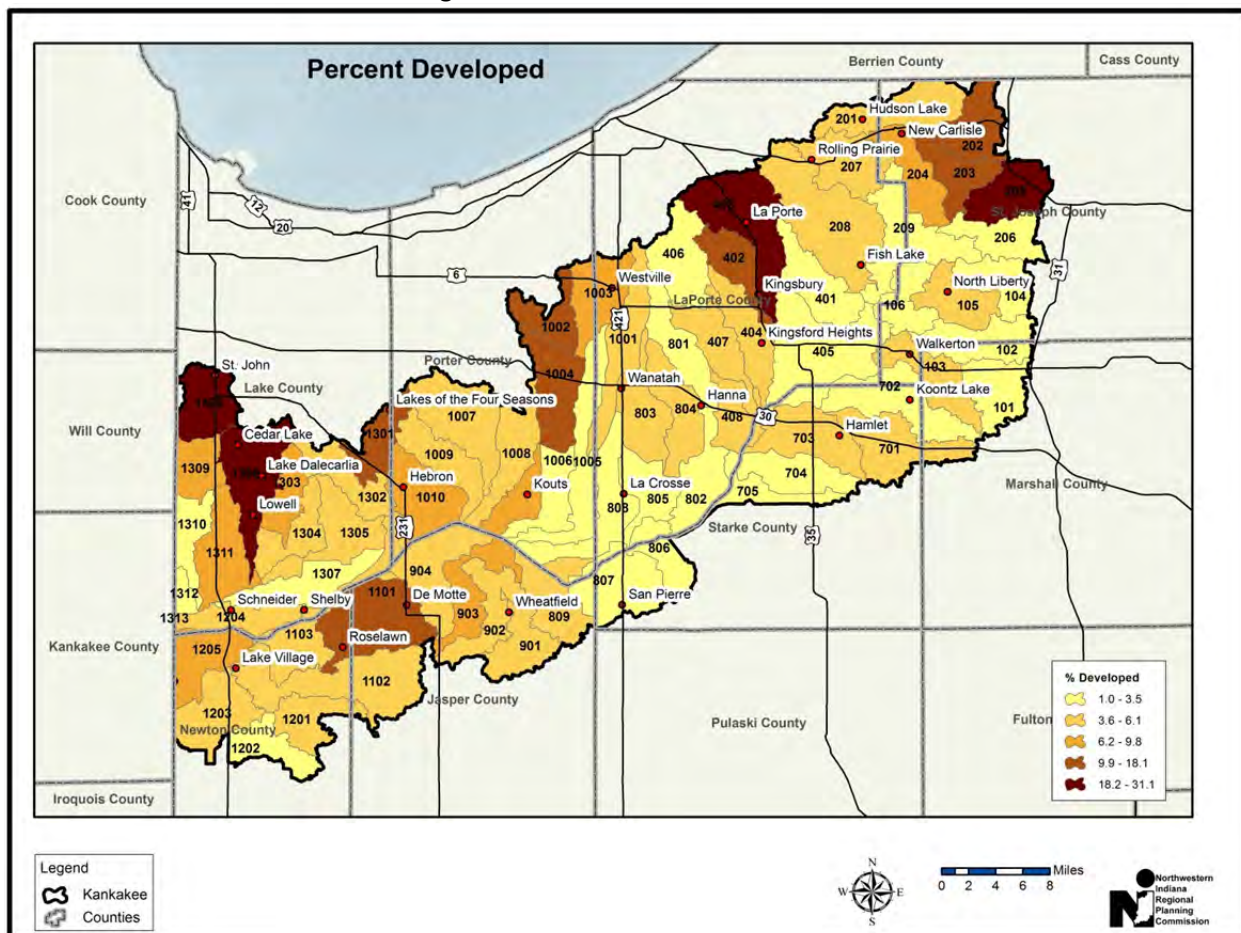 Percent Developed
Berrien County
Cass County
Hudson Lake
201
New Carlisle
202
Rolling Prairie
207
204
203
Cook County
41
12
20
La Porte
St. Joseph County
208
209
206
406
402
Fish Lake
6
Westville
1003
Kingsbury
North Liberty
31
LaPorte County
401
106
105
104
1002
421
1001
801
407
404
Kingsford Heights
405
Walkerton
102
Porter County
1004
103
St. John
Lake County
Wanatah
702
Koontz Lake
Lakes of the Four Seasons
1007
Hanna
803
804
408
30
101
Will County
1301
Hamlet
703
701
Cedar Lake
1009
1008
1006
1005
1309
Lake Dalecarlia
1303
Hebron
704
1302
1010
Kouts
La Crosse
805
802
705
Marshall County
Lowell
1310
1304
1305
231
Starke County
35
1311
806
1307
904
807
1312
1101
De Motte
San Pierre
Schneider
Shelby
Wheatfield
1313
1204
903
809
1103
902
Kankakee County
1205
Roselawn
901
Lake Village
1102
Jasper County
1203
1201
Pulaski County
Fulton
Newton County
1202
Iroquois County
% Developed
1.0 - 3.5
3.6 - 6.1
6.2 - 9.8
9.9 - 18.1
18.2 - 31.1
Legend
Kankakee
Counties
N
W
E
S
Miles
0 2 4 6 8
Northwestern
Indiana
Regional
Planning
Commission